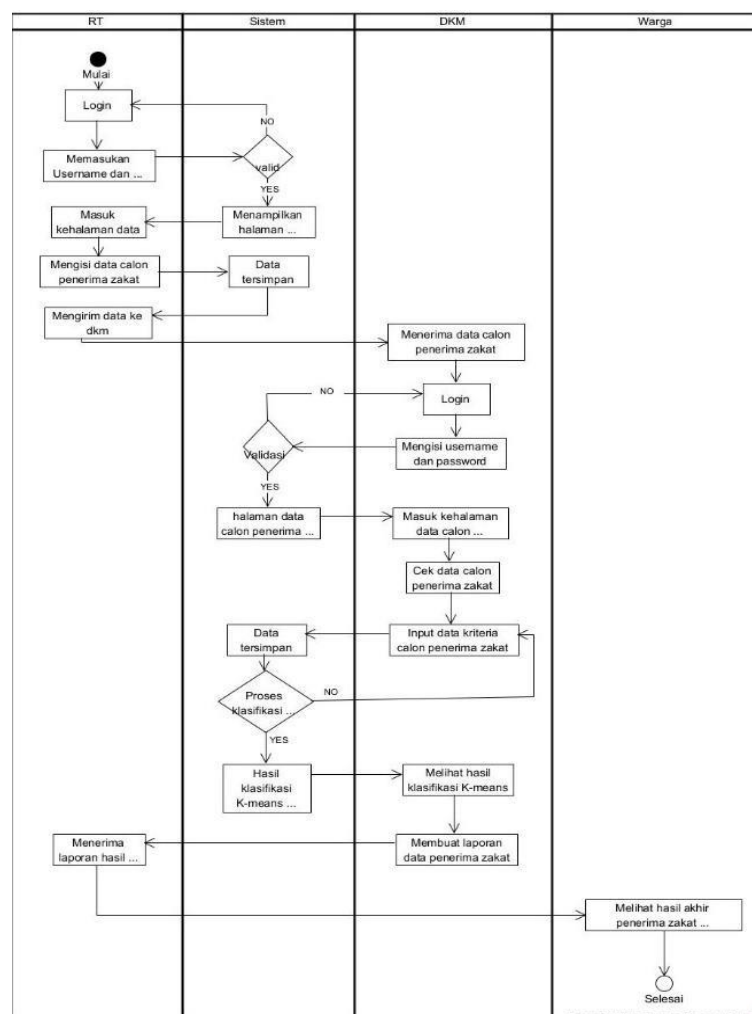 RT
Sistem
DKM
Warga
Mulai
Login
NO
Memasukan
Username dan ...
valid
YES
Masuk
kehalaman data
Menampilkan
halaman ...
Mengisi data calon
penerima zakat
Data
tersimpan
Mengirim data ke
dkm
Menerima data calon
penerima zakat
NO
Login
Validasi
Mengisi username
dan password
YES
halaman data
calon penerima ...
Masuk kehalaman
data calon ...
Cek data calon
penerima zakat
Data
tersimpan
Input data kriteria
calon penerima zakat
Proses
klasifikasi ...
NO
YES
Hasil
klasifikasi
K-means ...
Melihat hasil
klasifikasi K-means
Menerima
laporan hasil ...
Membuat laporan
data penerima zakat
Melihat hasil akhir
penerima zakat ...
Selesai